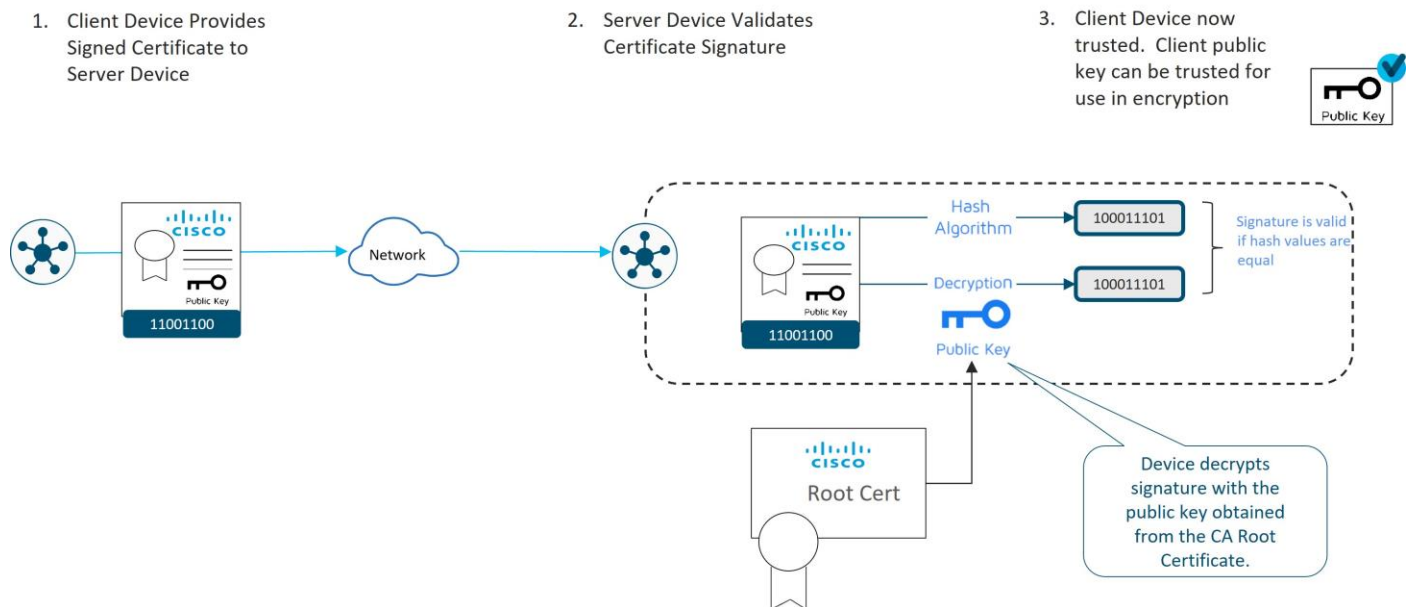 1. Client Device Provides
Signed Certificate to
Server Device
2. Server Device Validates
Certificate Signature
3. Client Device now
trusted. Client public
key can be trusted for
use in encryption
Public Key
CISCO
Public Key
11001100
Network
CISCO
Public Key
11001100
Hash
Algorithm
100011101
Decryption
100011101
Public Key
Signature is valid
if hash values are
equal
CISCO
Root Cert
Device decrypts
signature with the
public key obtained
from the CA Root
Certificate.